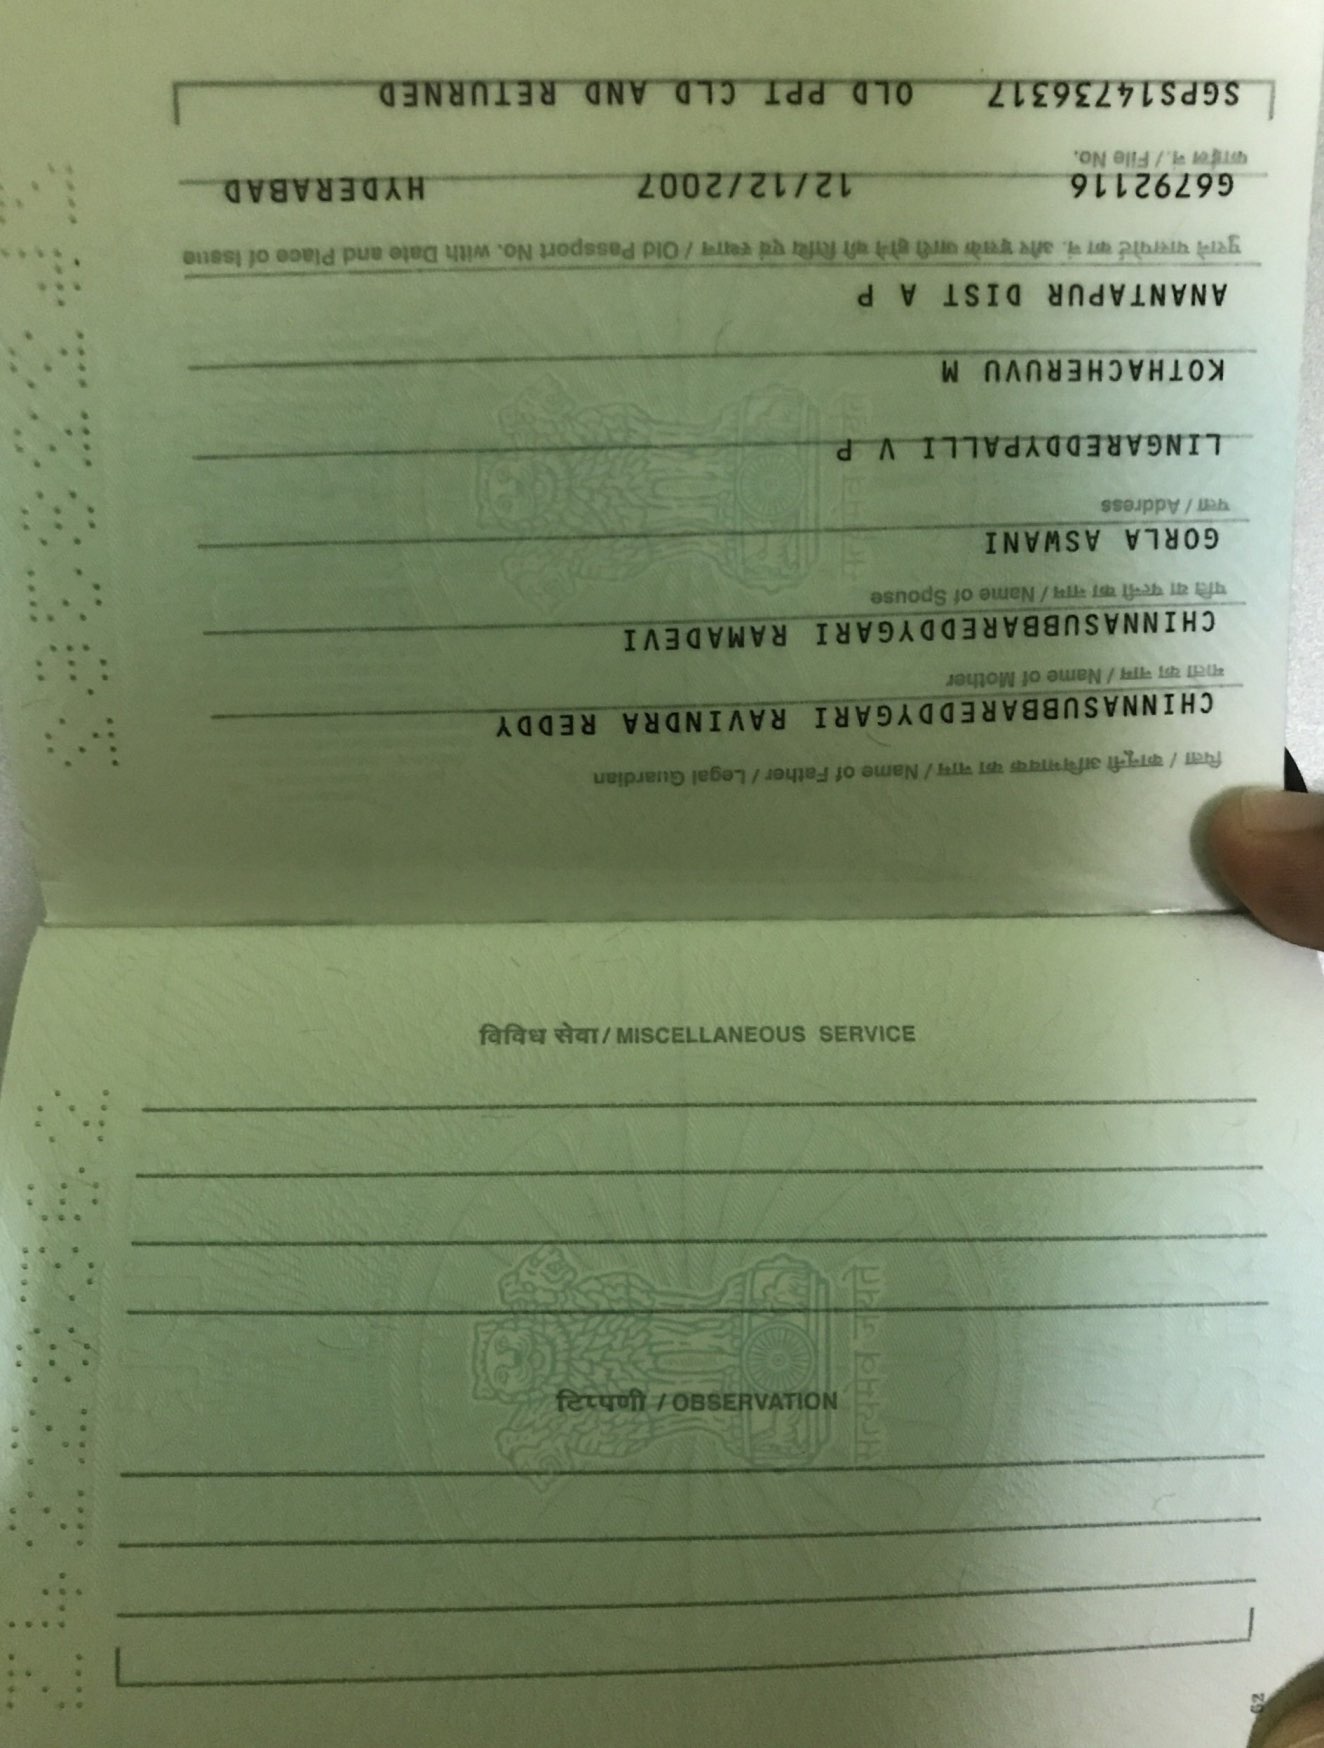 पिता / कानूनी अभिभावक का नाम / Name of Father / Legal Guardian
CHINNASUBBAREDDYGARI RAVINDRA REDDY
माता का नाम / Name of Mother
CHINNASUBBAREDDYGARI RAMADEVI
पति या पत्नी का नाम / Name of Spouse
GORLA ASWANI
पता / Address
LINGAREDDYPALLI V P
KOTHACHERUVU M
ANANTAPUR DIST A P
पुराने पासपोर्ट का नं. और इसके जारी होने की तिथि एवं स्थान / Old Passport No. with Date and Place of Issue
G6792116 12/12/2007 HYDERABAD
फाइल नं. / File No.
SGPS14736317 OLD PPT CLD AND RETURNED
विविध सेवा / MISCELLANEOUS SERVICE
टिप्पणी / OBSERVATION
सत्यमेव जयते